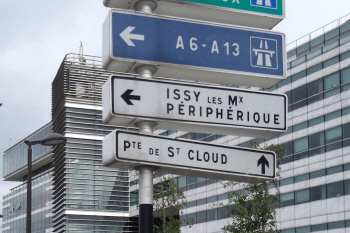 A6-A13
ISSY LES Mx
PÉRIPHÉRIQUE
Pte DE St CLOUD